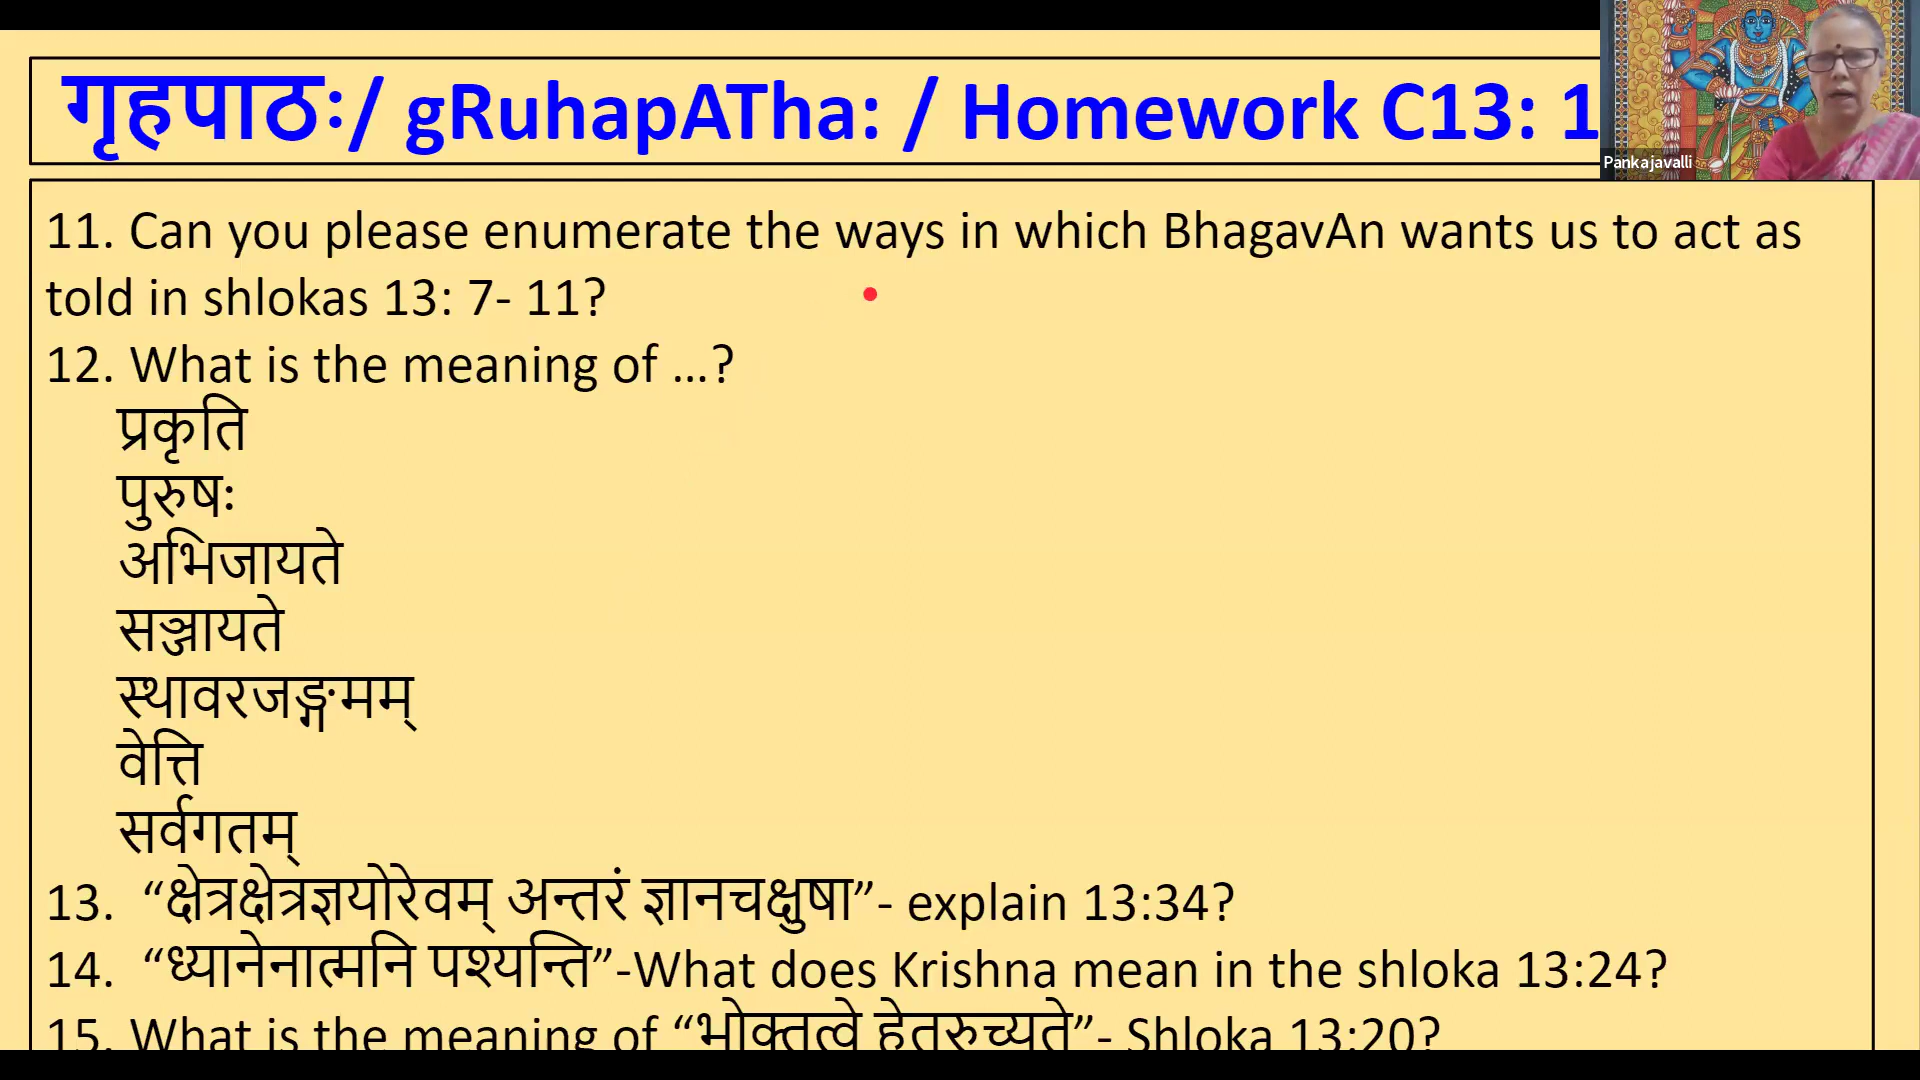 गृहपाठः/ gRuhapATha: / Homework C13: 1
Pankajavalli
11. Can you please enumerate the ways in which BhagavAn wants us to act as
told in shlokas 13: 7- 11?
12. What is the meaning of ...?
प्रकृति
पुरुषः
अभिजायते
सञ्जायते
स्थावरजङ्गमम्
वेत्ति
सर्वगतम्
13. “क्षेत्रक्षेत्रज्ञयोरेवम् अन्तरं ज्ञानचक्षुषा”- explain 13:34?
14. “ध्यानेनात्मनि पश्यन्ति”-What does Krishna mean in the shloka 13:24?
15. What is the meaning of “भोक्तृत्वे हेतुरुच्यते”- Shloka 13:20?